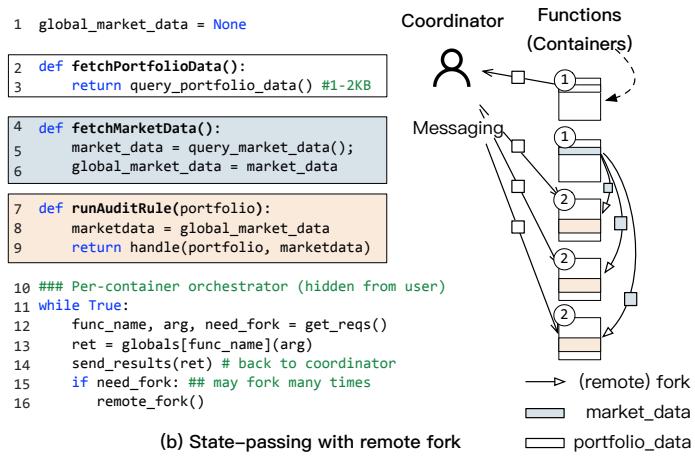 1 global_market_data = None
2 def fetchPortfolioData():
3 return query_portfolio_data() #1-2KB
4 def fetchMarketData():
5 market_data = query_market_data();
6 global_market_data = market_data
7 def runAuditRule(portfolio):
8 marketdata = global_market_data
9 return handle(portfolio, marketdata)
10 ### Per-container orchestrator (hidden from user)
11 while True:
12 func_name, arg, need_fork = get_reqs()
13 ret = globals[func_name](arg)
14 send_results(ret) # back to coordinator
15 if need_fork: ## may fork many times
16 remote_fork()
Coordinator
Functions
(Containers)
Messaging
1
1
2
2
2
(remote) fork
market_data
portfolio_data
(b) State-passing with remote fork